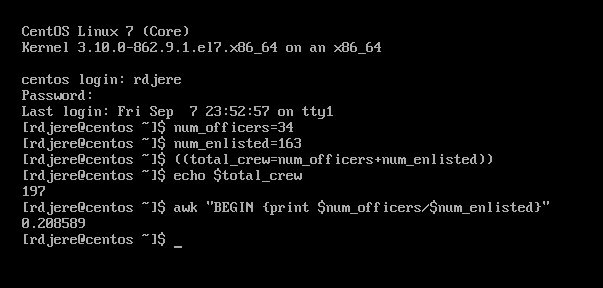 CentOS Linux 7 (Core)
Kernel 3.10.0-862.9.1.el7.x86_64 on an x86_64
centos login: rdjere
Password:
Last login: Fri Sep  7 23:52:57 on tty1
[rdjere@centos ~]$ num_officers=34
[rdjere@centos ~]$ num_enlisted=163
[rdjere@centos ~]$ ((total_crew=num_officers+num_enlisted))
[rdjere@centos ~]$ echo $total_crew
197
[rdjere@centos ~]$ awk "BEGIN {print $num_officers/$num_enlisted}"
0.208589
[rdjere@centos ~]$ _